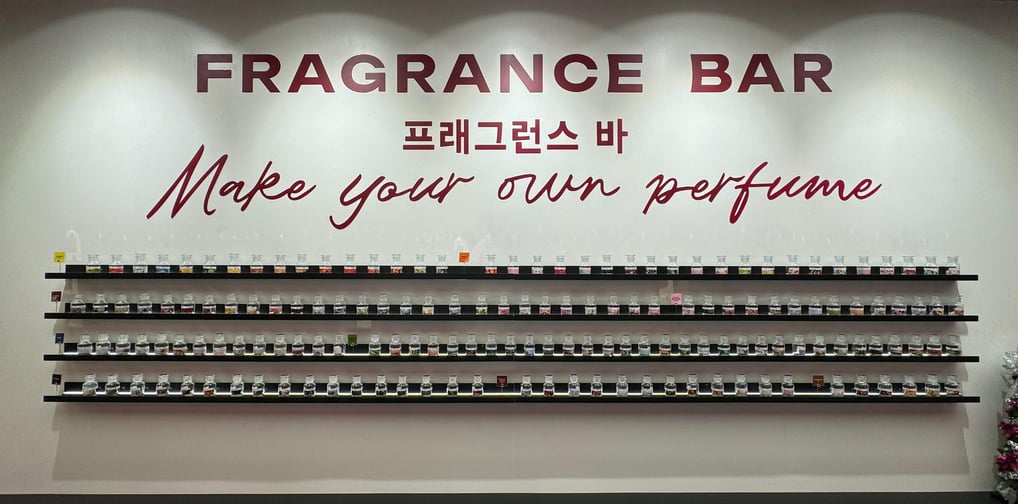 FRAGRANCE BAR
프래그런스 바
Make your own perfume